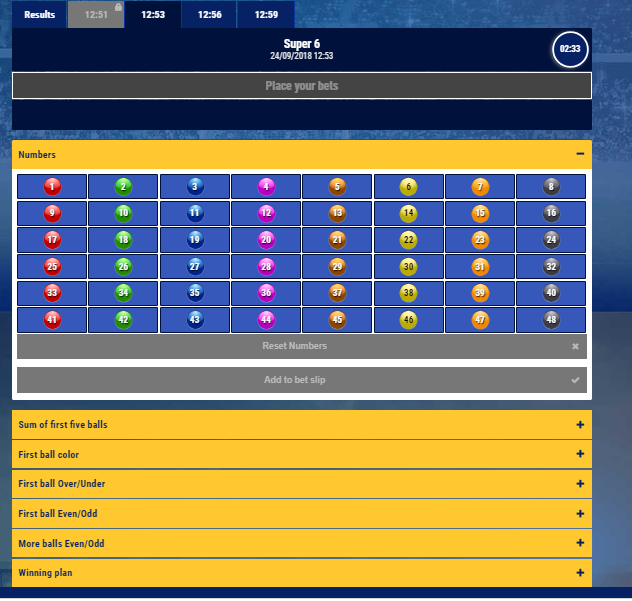 Results 12:51 12:53 12:56 12:59
Super 6
24/09/2018 12:53
02:33
Place your bets
Numbers
1 2 3 4 5 6 7 8
9 10 11 12 13 14 15 16
17 18 19 20 21 22 23 24
25 26 27 28 29 30 31 32
33 34 35 36 37 38 39 40
41 42 43 44 45 46 47 48
Reset Numbers
Add to bet slip
Sum of first five balls
First ball color
First ball Over/Under
First ball Even/Odd
More balls Even/Odd
Winning plan